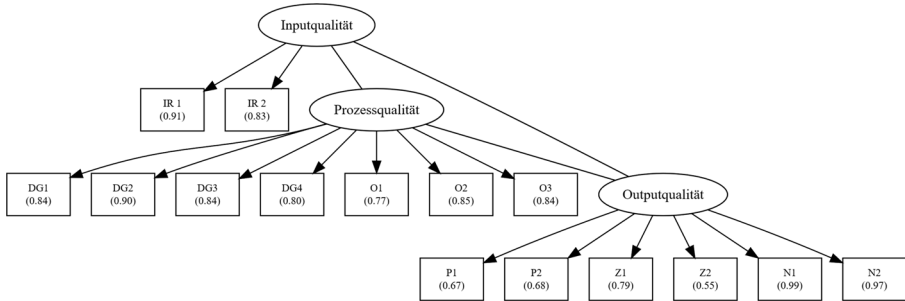 Inputqualität
IR 1
(0.91)
IR 2
(0.83)
Prozessqualität
DG1
(0.84)
DG2
(0.90)
DG3
(0.84)
DG4
(0.80)
O1
(0.77)
O2
(0.85)
O3
(0.84)
Outputqualität
P1
(0.67)
P2
(0.68)
Z1
(0.79)
Z2
(0.55)
N1
(0.99)
N2
(0.97)